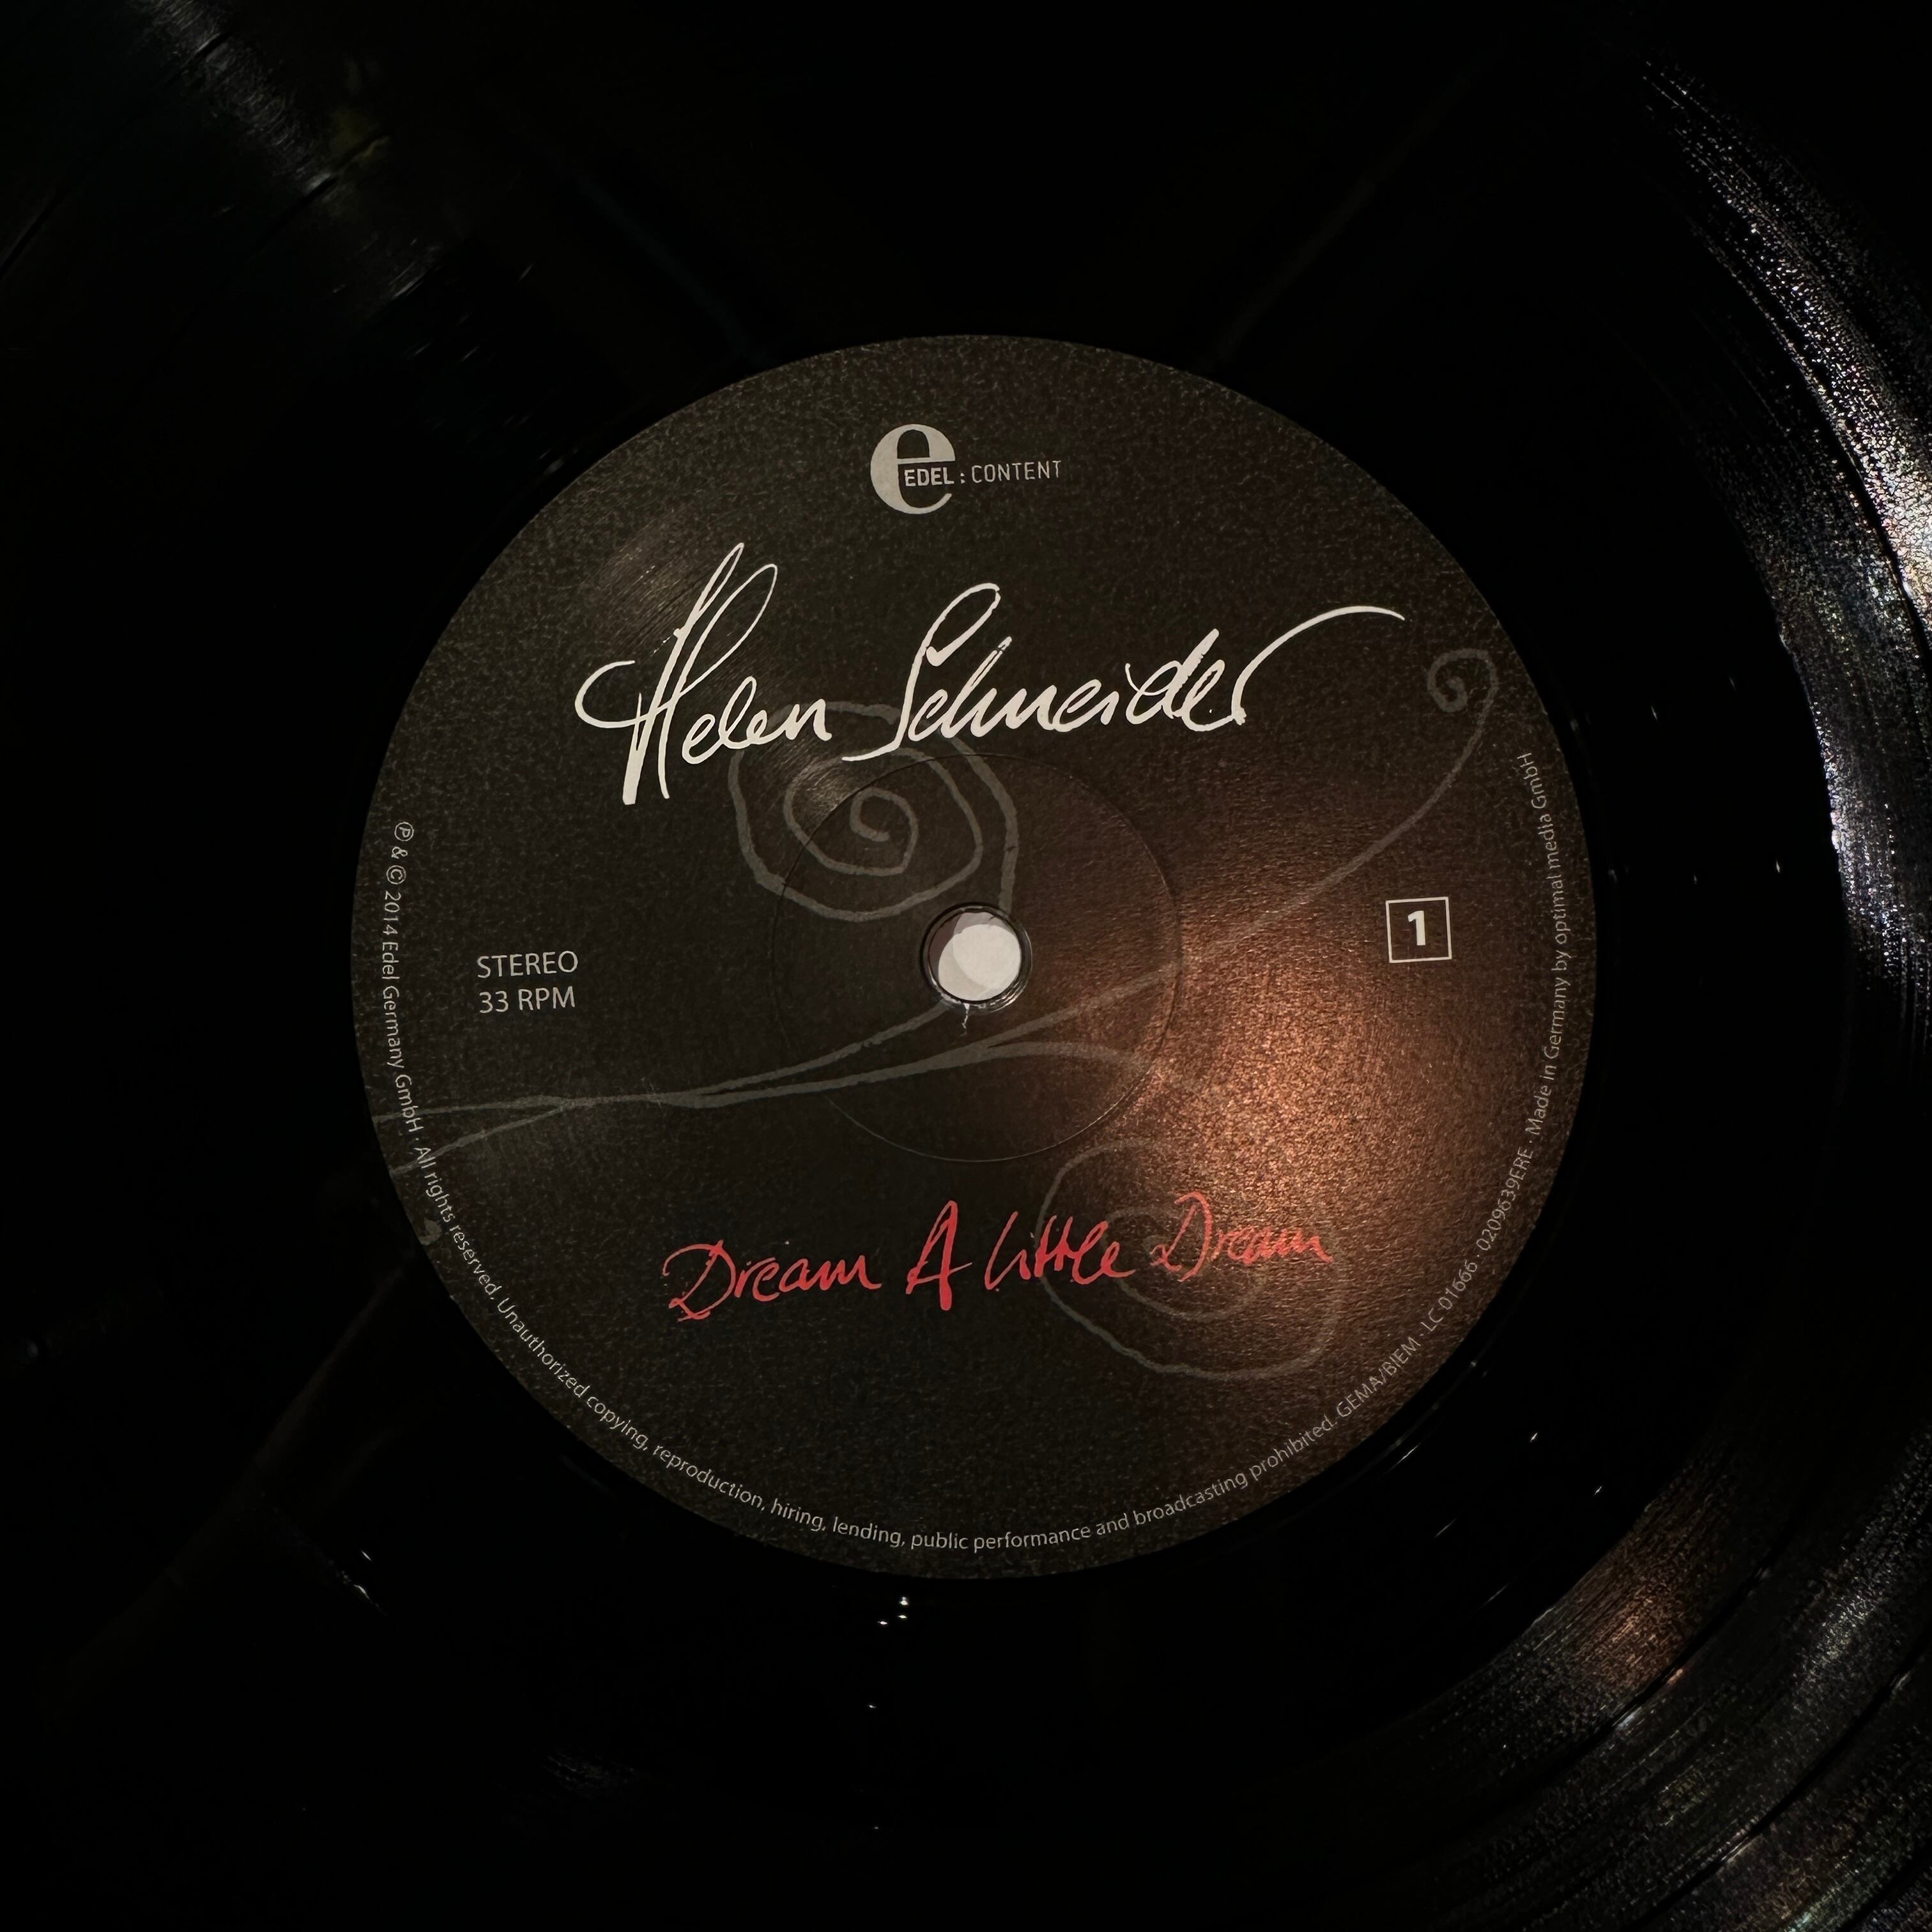 e
EDEL : CONTENT
Helen Schneider
STEREO
33 RPM
1
Dream A Little Dream
℗ & © 2014 Edel Germany GmbH · All rights reserved. Unauthorized copying, reproduction, hiring, lending, public performance and broadcasting prohibited. GEMA/BIEM · LC 01666 · 0209639ERE · Made in Germany by optimal media GmbH